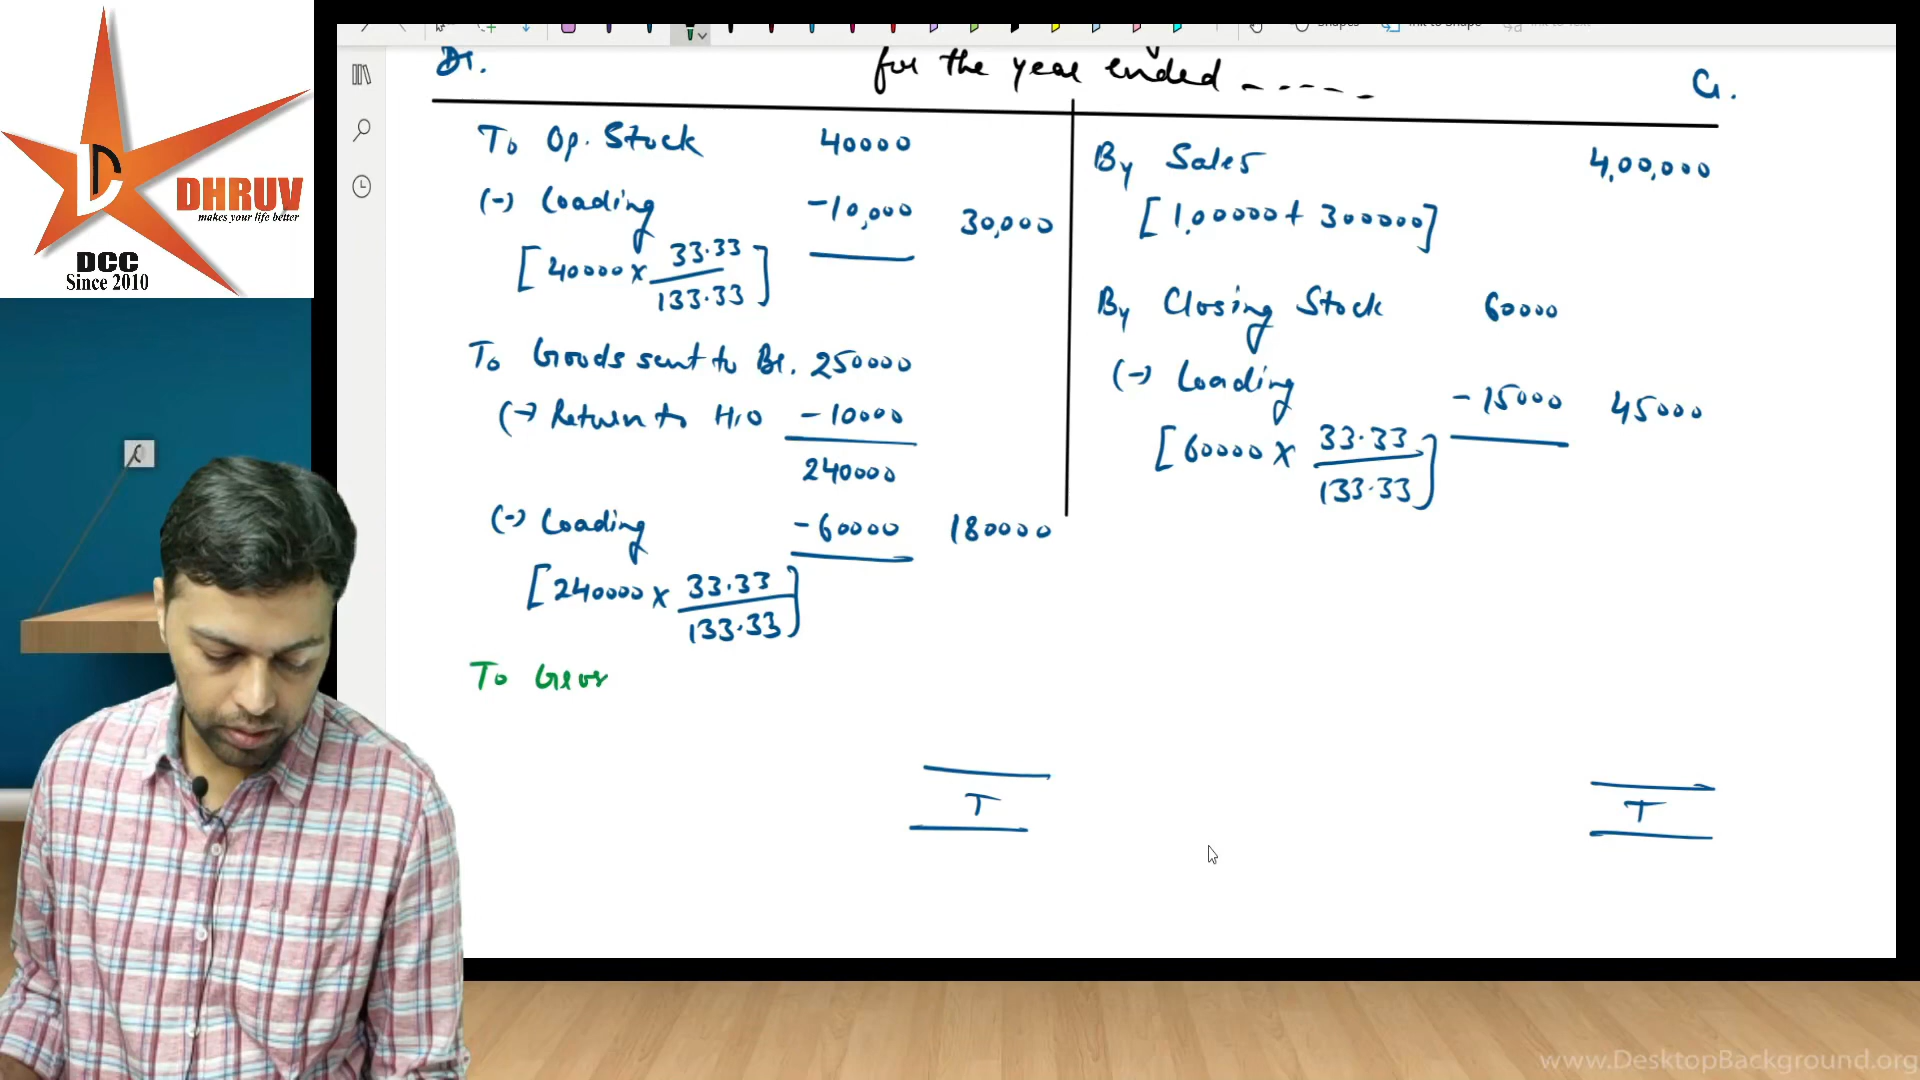 DHRUV
makes your life better
DCC
Since 2010
Dr.
for the year ended -----
Cr.
To Op. Stock 40000
(-) Loading -10,000 30,000
[40000 x 33.33
133.33]
To Goods sent to Br. 250000
(-) Return to H.O -10000
240000
(-) Loading -60000 180000
[240000 x 33.33
133.33]
To Gros
T
By Sales 4,00,000
[1,00000 + 300000]
By Closing Stock 60000
(-) Loading -15000 45000
[60000 x 33.33
133.33]
T
www.DesktopBackground.org